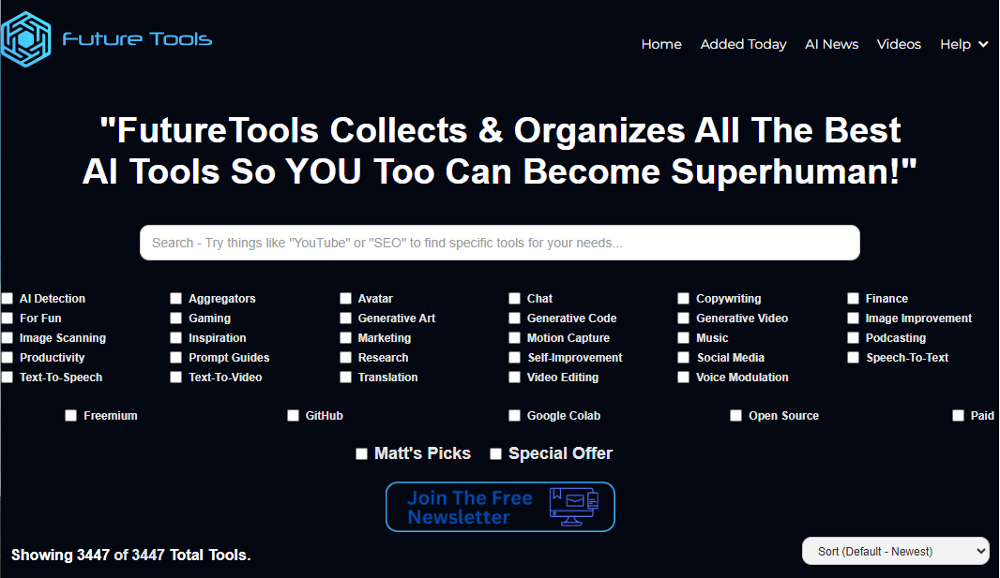 Future Tools
Home Added Today AI News Videos Help
"FutureTools Collects & Organizes All The Best
AI Tools So YOU Too Can Become Superhuman!"
Search - Try things like "YouTube" or "SEO" to find specific tools for your needs...
AI Detection Aggregators Avatar Chat Copywriting Finance
For Fun Gaming Generative Art Generative Code Generative Video Image Improvement
Image Scanning Inspiration Marketing Motion Capture Music Podcasting
Productivity Prompt Guides Research Self-Improvement Social Media Speech-To-Text
Text-To-Speech Text-To-Video Translation Video Editing Voice Modulation
Freemium GitHub Google Colab Open Source Paid
Matt's Picks Special Offer
Join The Free
Newsletter
Showing 3447 of 3447 Total Tools.
Sort (Default - Newest)